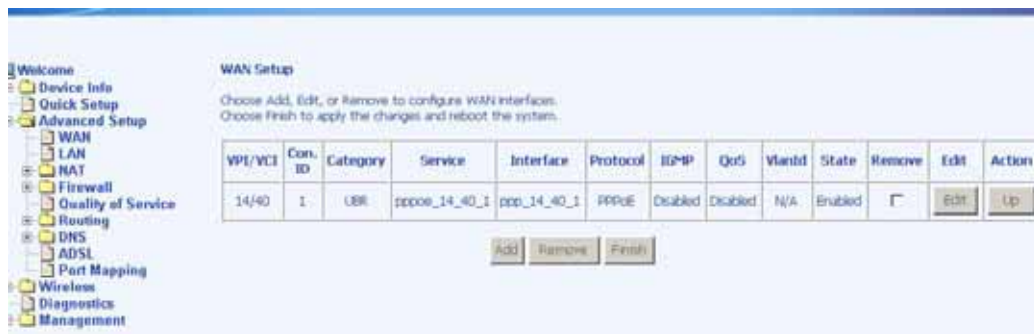 Welcome
Device Info
Quick Setup
Advanced Setup
WAN
LAN
NAT
Firewall
Quality of Service
Routing
DNS
ADSL
Port Mapping
Wireless
Diagnostics
Management
WAN Setup
Choose Add, Edit, or Remove to configure WAN interfaces.
Choose Finish to apply the changes and reboot the system.
VPI/VCI Con. ID Category Service Interface Protocol IGMP QoS VlanId State Remove Edit Action
14/40 1 UBR pppoe_14_40_1 ppp_14_40_1 PPPoE Disabled Disabled N/A Enabled Edit Up
Add Remove Finish